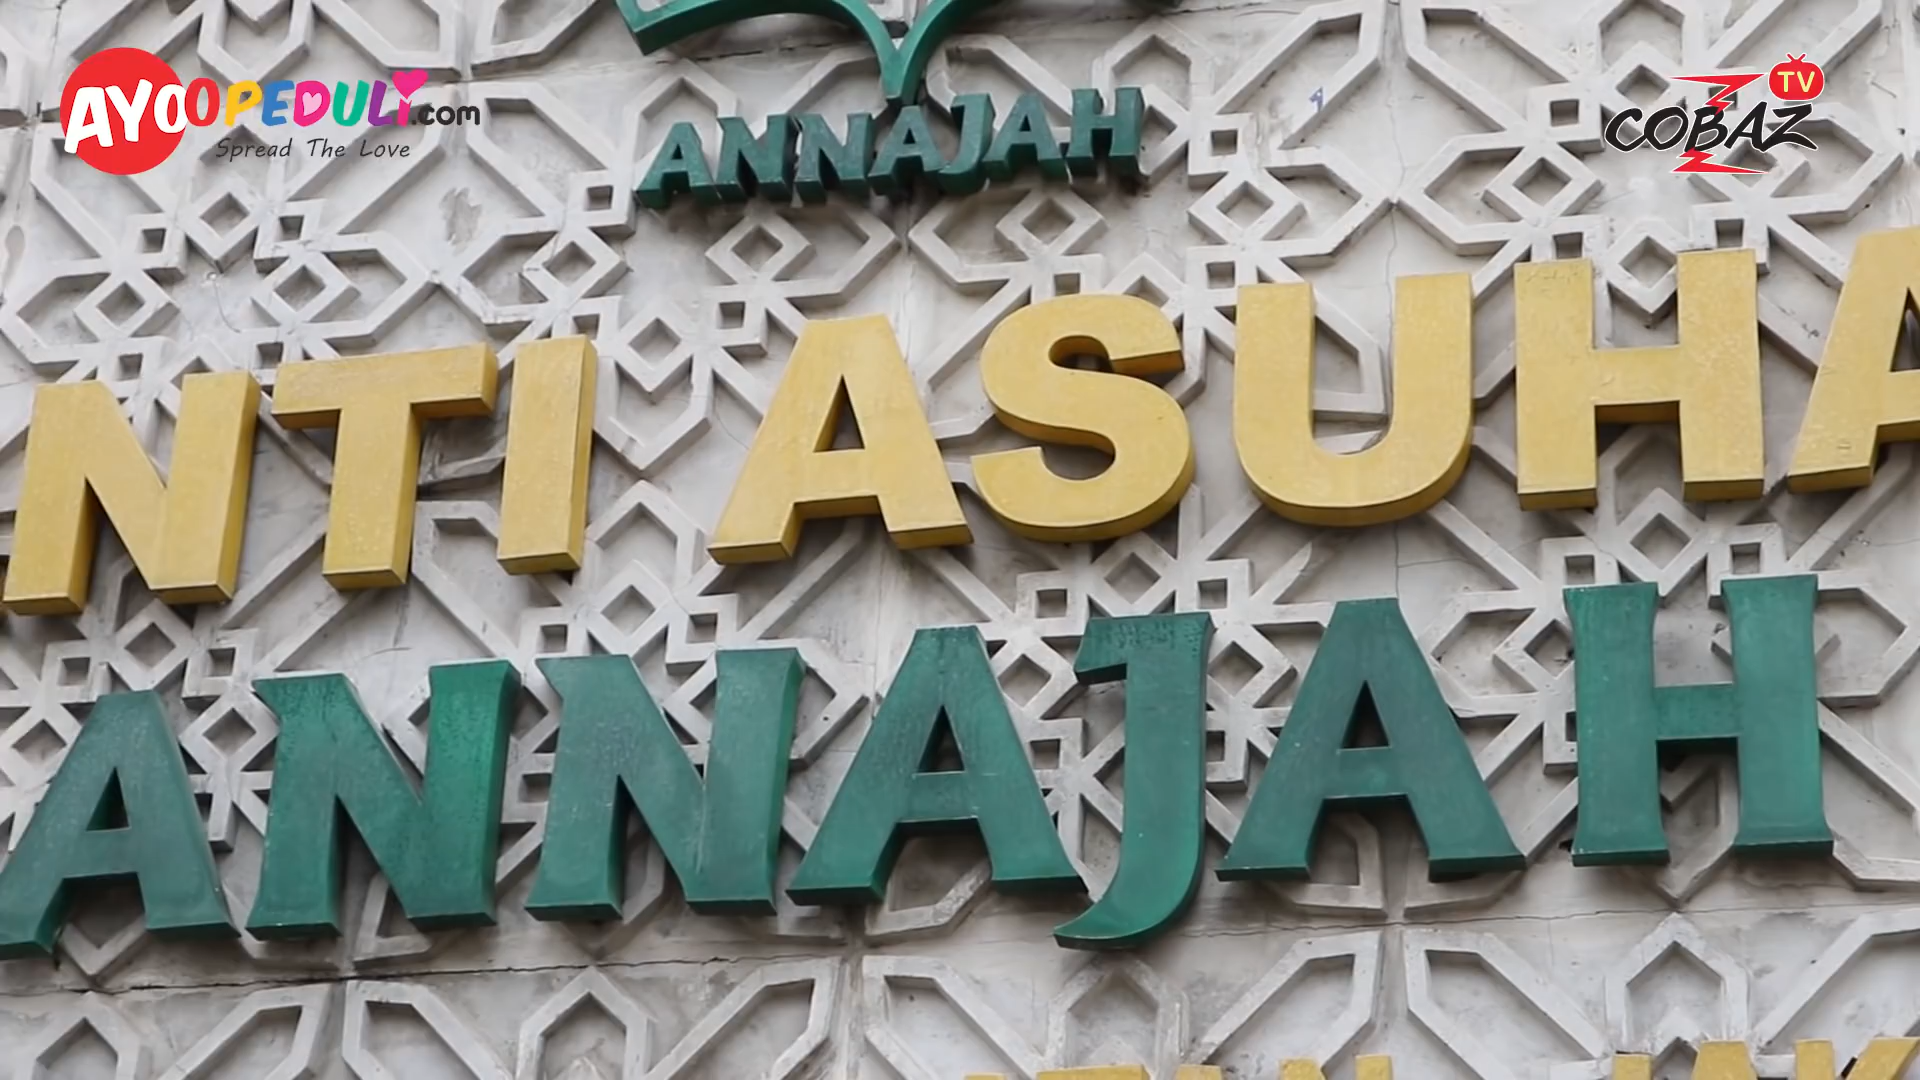 AYOOPEDULI.com
Spread The Love
COBAZ TV
ANNAJAH
NTI ASUHA
ANNAJAH